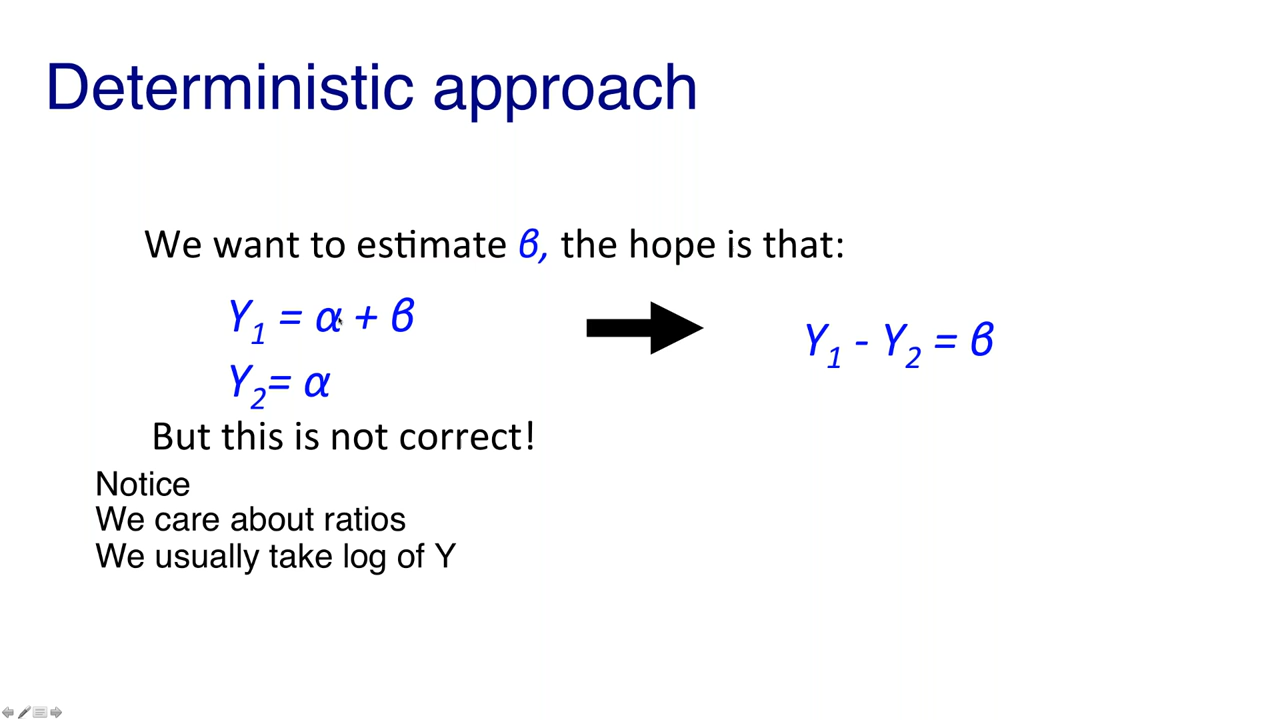 Deterministic approach
We want to estimate β, the hope is that:
Y₁ = α + β
Y₂= α
Y₁ - Y₂ = β
But this is not correct!
Notice
We care about ratios
We usually take log of Y